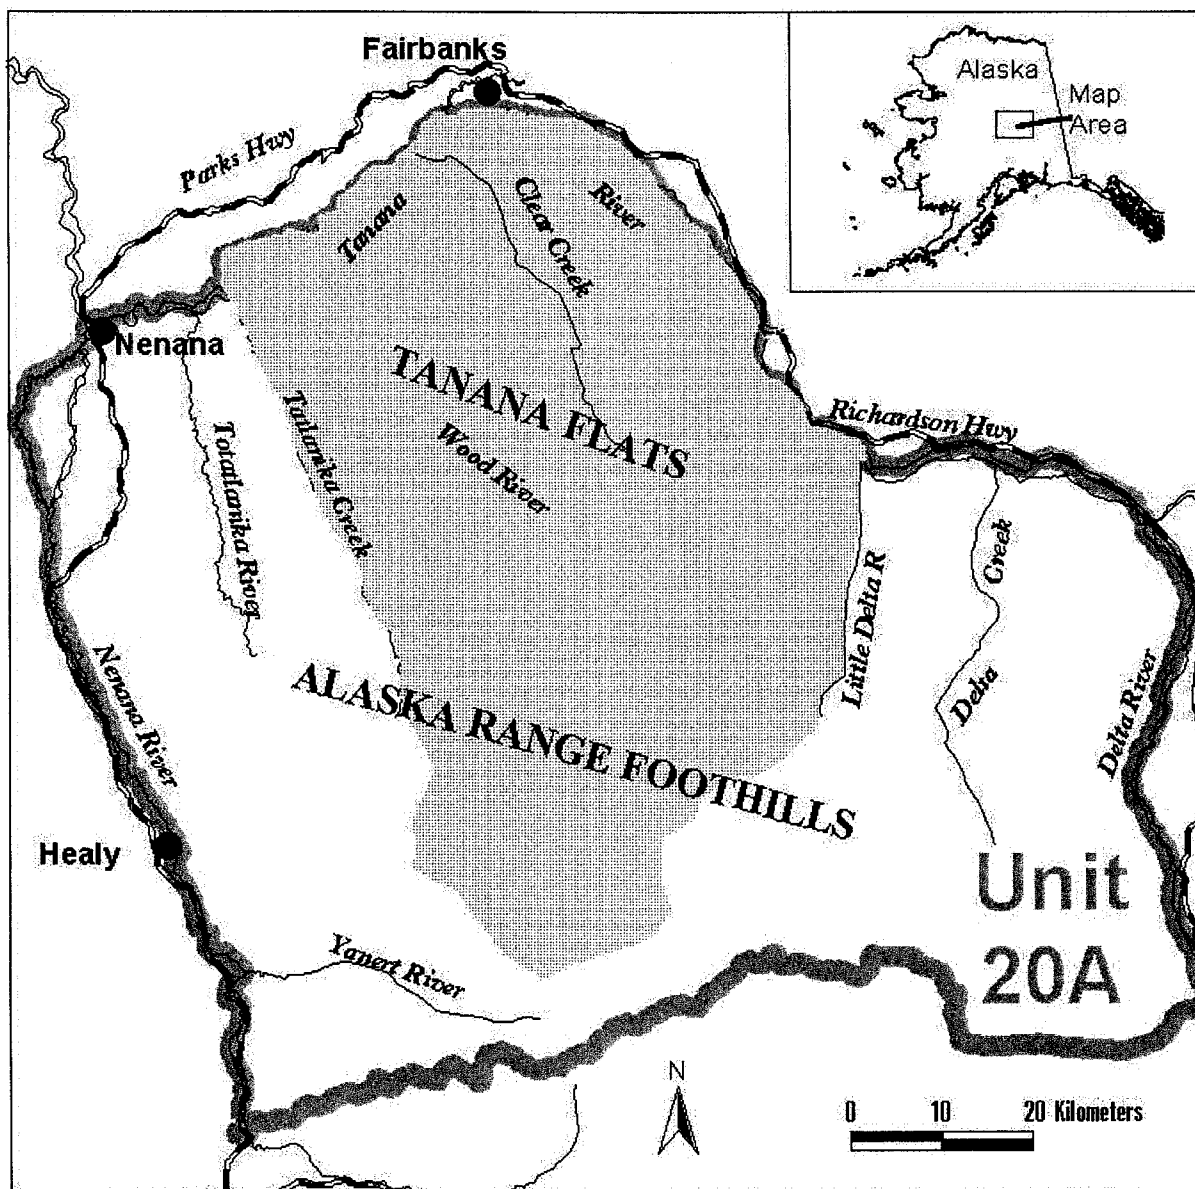 Fairbanks
Alaska
Map
Area
Parks Hwy
Tanana
Clear Creek
River
Nenana
TANANA FLATS
Richardson Hwy
Totatlanika River
Tatlanika Creek
Wood River
Little Delta R
Creek
Delta
Delta River
Nenana River
ALASKA RANGE FOOTHILLS
Healy
Unit
20A
Yanert River
N
0 10 20 Kilometers